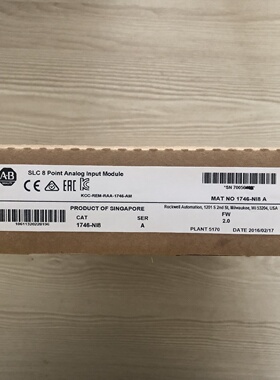 AB
SLC 8 Point Analog Input Module
CE EAC
KCC-REM-RAA-1746-AM
MAT NO 1746-NI8 A
PRODUCT OF SINGAPORE
Rockwell Automation, 1201 S 2nd St, Milwaukee, WI 53204, USA
CAT
SER
FW
1746-NI8
A
2.0
PLANT 5170
DATE 2016/02/17